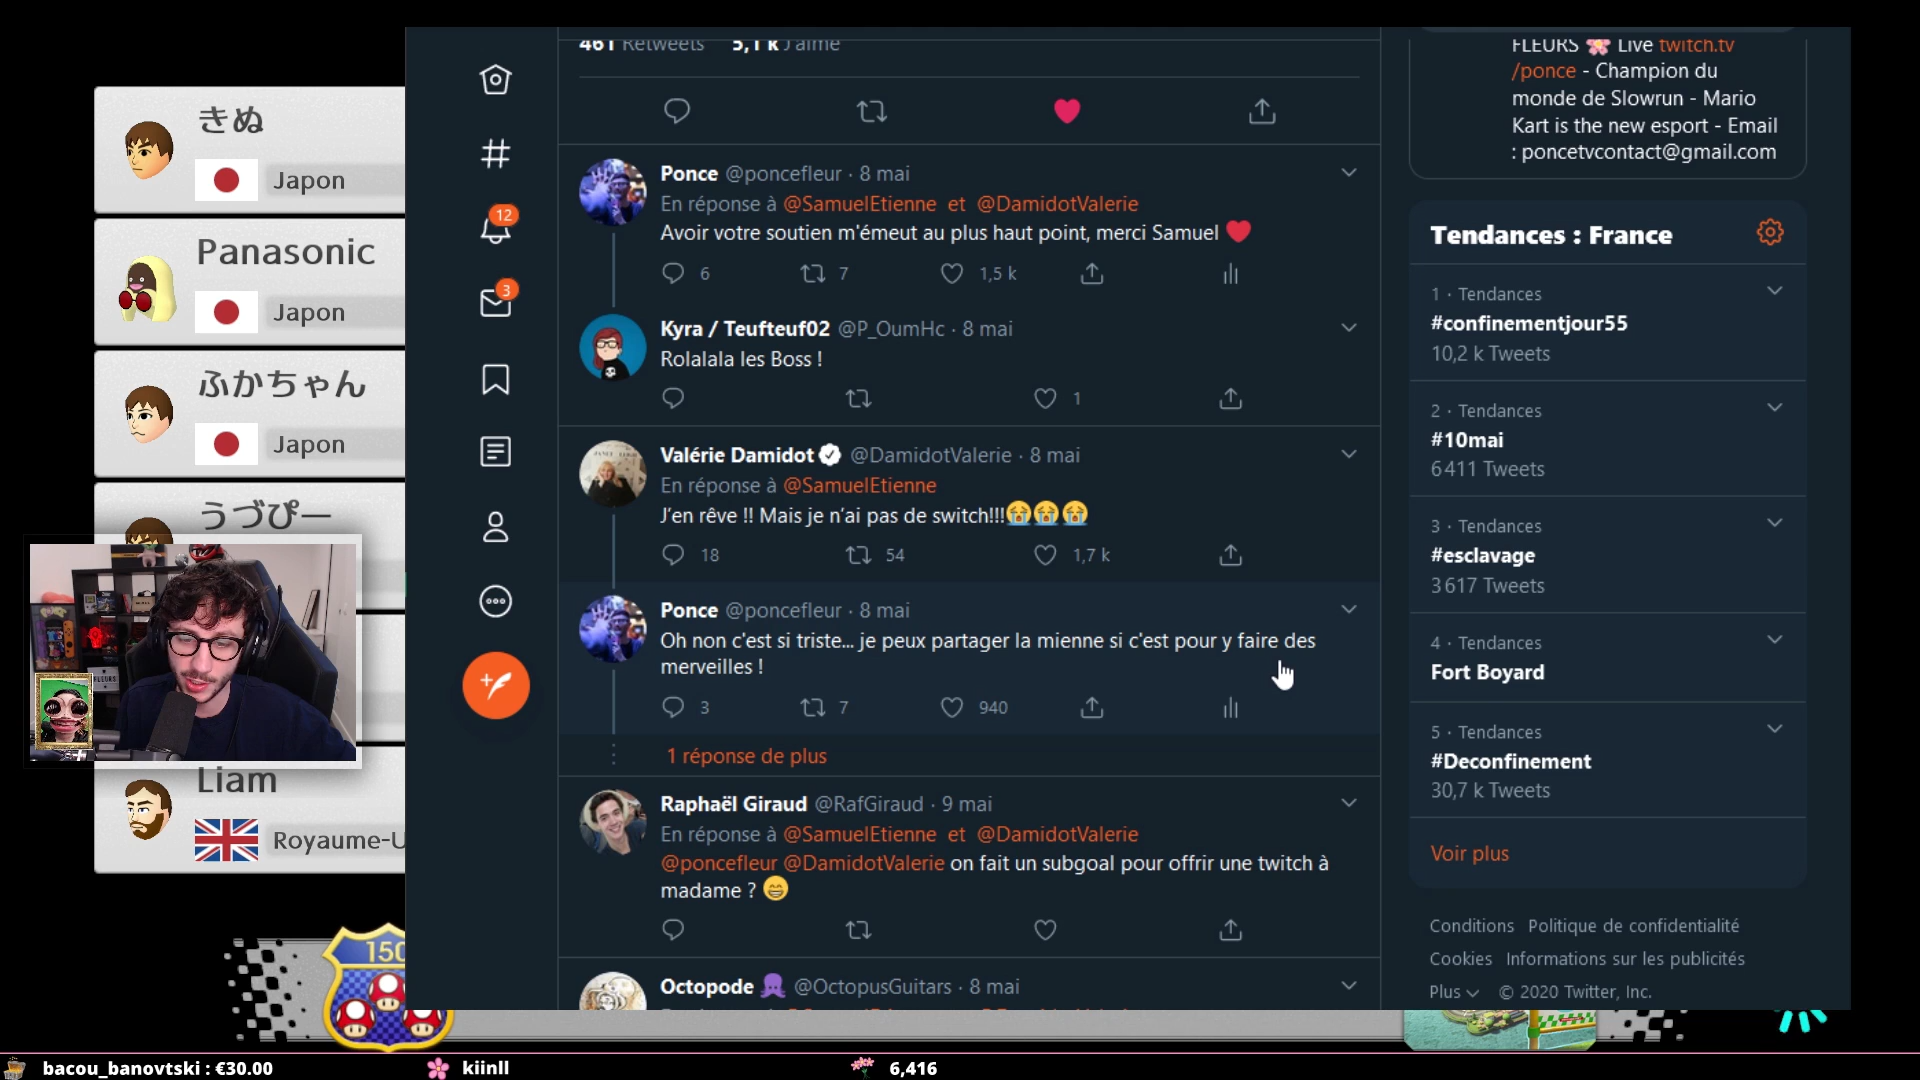 きぬ
Japon
Panasonic
Japon
ふかちゃん
Japon
うづぴー
Liam
Royaume-U
150
12
3
461 Retweets 5,1 k J'aime
Ponce @poncefleur · 8 mai
En réponse à @SamuelEtienne et @DamidotValerie
Avoir votre soutien m'émeut au plus haut point, merci Samuel ❤️
6 7 1,5 k
Kyra / Teufteuf02 @P_OumHc · 8 mai
Rolalala les Boss !
1
Valérie Damidot @DamidotValerie · 8 mai
En réponse à @SamuelEtienne
J'en rêve !! Mais je n'ai pas de switch!!!😭😭😭
18 54 1,7 k
Ponce @poncefleur · 8 mai
Oh non c'est si triste... je peux partager la mienne si c'est pour y faire des
merveilles !
3 7 940
1 réponse de plus
Raphaël Giraud @RafGiraud · 9 mai
En réponse à @SamuelEtienne et @DamidotValerie
@poncefleur @DamidotValerie on fait un subgoal pour offrir une twitch à
madame ? 😁
Octopode 🐙 @OctopusGuitars · 8 mai
FLEURS 🌸 Live twitch.tv
/ponce - Champion du
monde de Slowrun - Mario
Kart is the new esport - Email
: poncetvcontact@gmail.com
Tendances : France
1 · Tendances
#confinementjour55
10,2 k Tweets
2 · Tendances
#10mai
6 411 Tweets
3 · Tendances
#esclavage
3 617 Tweets
4 · Tendances
Fort Boyard
5 · Tendances
#Deconfinement
30,7 k Tweets
Voir plus
Conditions Politique de confidentialité
Cookies Informations sur les publicités
Plus © 2020 Twitter, Inc.
bacou_banovtski : €30.00
kiinll
6,416